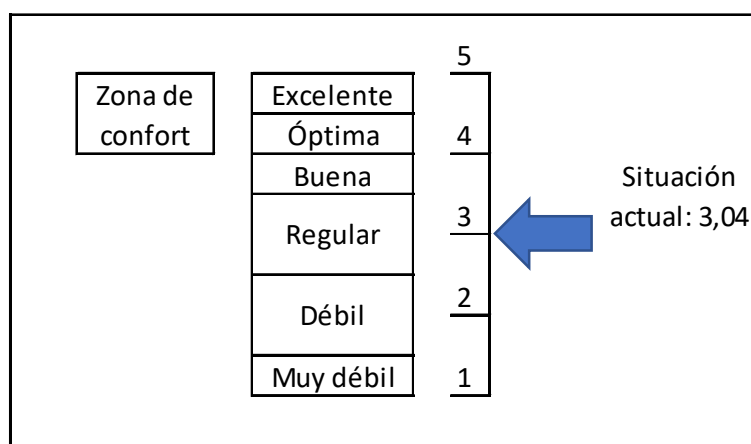 5
Zona de
confort
Excelente
Óptima
4
Buena
Situación
actual: 3,04
3
Regular
2
Débil
Muy débil
1